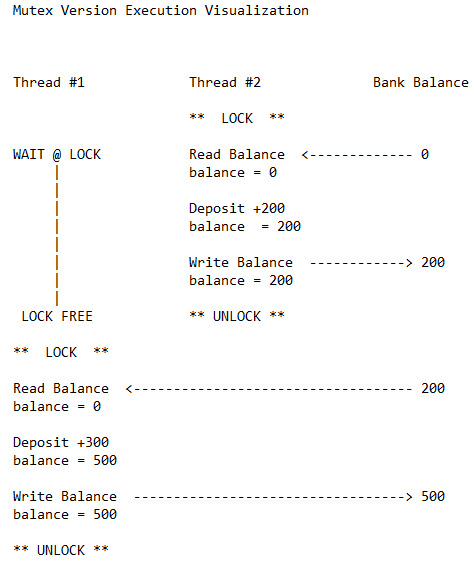 Mutex Version Execution Visualization
Thread #1 Thread #2 Bank Balance
** LOCK **
WAIT @ LOCK Read Balance <------------- 0
balance = 0
Deposit +200
balance = 200
Write Balance ------------> 200
balance = 200
LOCK FREE ** UNLOCK **
** LOCK **
Read Balance <----------------------------------- 200
balance = 0
Deposit +300
balance = 500
Write Balance ----------------------------------> 500
balance = 500
** UNLOCK **